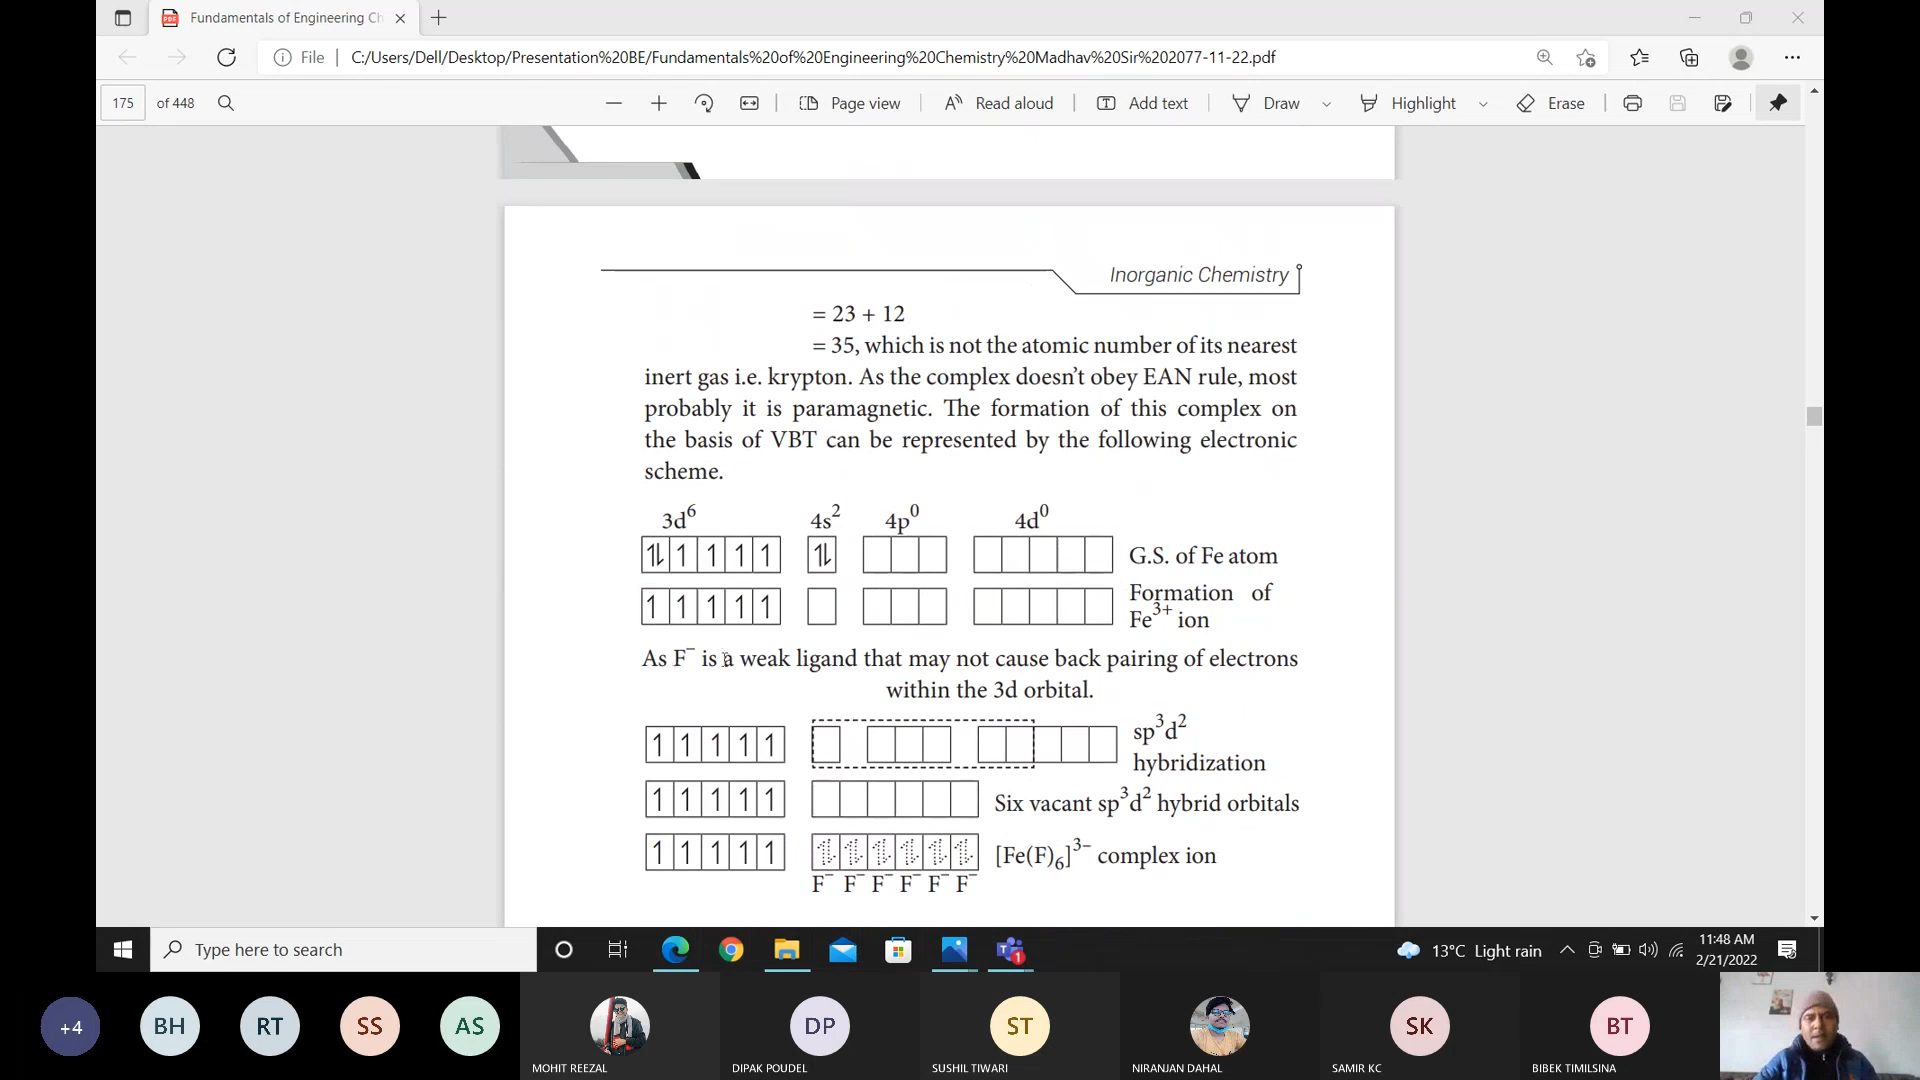 Fundamentals of Engineering Ch
File
C:/Users/Dell/Desktop/Presentation%20BE/Fundamentals%20of%20Engineering%20Chemistry%20Madhav%20Sir%202077-11-22.pdf
175 of 448
Page view
Read aloud
Add text
Draw
Highlight
Erase
Inorganic Chemistry
= 23 + 12
= 35, which is not the atomic number of its nearest
inert gas i.e. krypton. As the complex doesn't obey EAN rule, most
probably it is paramagnetic. The formation of this complex on
the basis of VBT can be represented by the following electronic
scheme.
3d⁶ 4s² 4p⁰ 4d⁰
G.S. of Fe atom
Formation of
Fe³⁺ ion
As F⁻ is a weak ligand that may not cause back pairing of electrons
within the 3d orbital.
sp³d²
hybridization
Six vacant sp³d² hybrid orbitals
[Fe(F)₆]³⁻ complex ion
F⁻ F⁻ F⁻ F⁻ F⁻ F⁻
Type here to search
1
13°C Light rain
11:48 AM
2/21/2022
+4
BH
RT
SS
AS
DP
ST
SK
BT
MOHIT REEZAL
DIPAK POUDEL
SUSHIL TIWARI
NIRANJAN DAHAL
SAMIR KC
BIBEK TIMILSINA